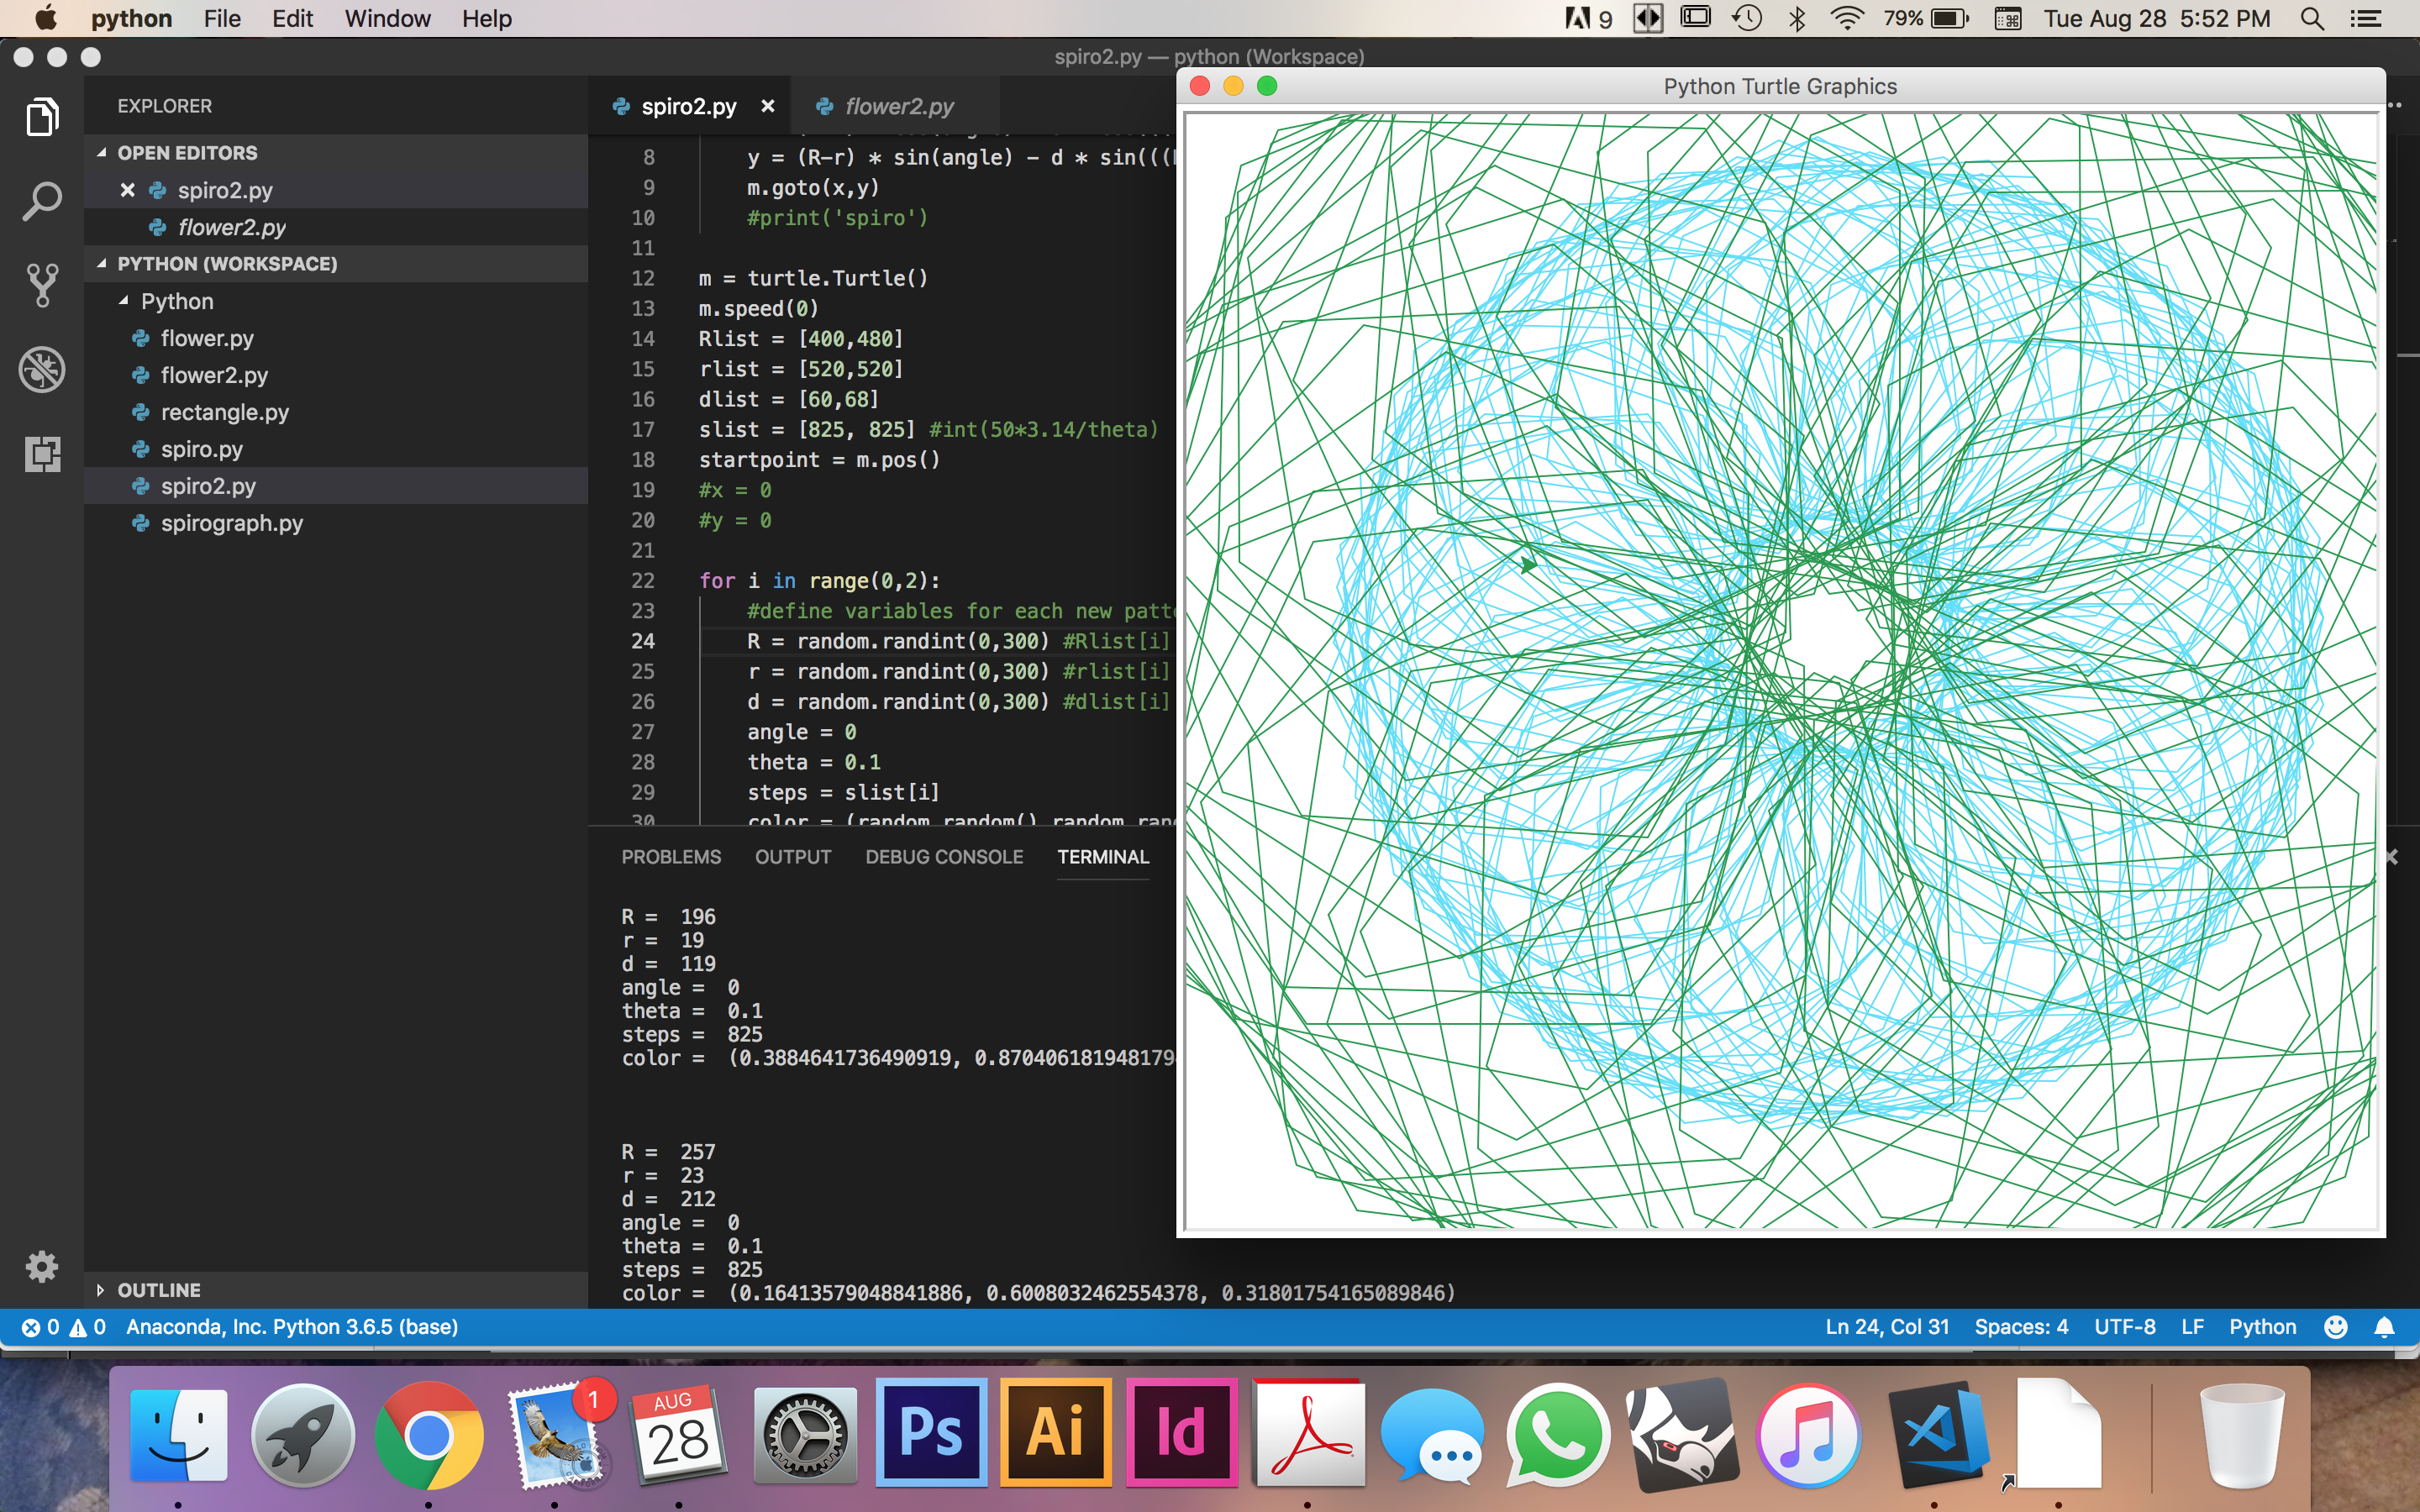 python File Edit Window Help 9 79% Tue Aug 28 5:52 PM
spiro2.py — python (Workspace)
Python Turtle Graphics
EXPLORER
OPEN EDITORS
spiro2.py
flower2.py
PYTHON (WORKSPACE)
Python
flower.py
flower2.py
rectangle.py
spiro.py
spiro2.py
spirograph.py
OUTLINE
spiro2.py flower2.py
8 y = (R-r) * sin(angle) - d * sin(((
9 m.goto(x,y)
10 #print('spiro')
11
12 m = turtle.Turtle()
13 m.speed(0)
14 Rlist = [400,480]
15 rlist = [520,520]
16 dlist = [60,68]
17 slist = [825, 825] #int(50*3.14/theta)
18 startpoint = m.pos()
19 #x = 0
20 #y = 0
21
22 for i in range(0,2):
23 #define variables for each new patt
24 R = random.randint(0,300) #Rlist[i]
25 r = random.randint(0,300) #rlist[i]
26 d = random.randint(0,300) #dlist[i]
27 angle = 0
28 theta = 0.1
29 steps = slist[i]
30 color = (random.random(), random.ran
PROBLEMS OUTPUT DEBUG CONSOLE TERMINAL
R = 196
r = 19
d = 119
angle = 0
theta = 0.1
steps = 825
color = (0.3884641736490919, 0.870406181948179
R = 257
r = 23
d = 212
angle = 0
theta = 0.1
steps = 825
color = (0.16413579048841886, 0.6008032462554378, 0.31801754165089846)
0 0 Anaconda, Inc. Python 3.6.5 (base) Ln 24, Col 31 Spaces: 4 UTF-8 LF Python
1
AUG
28
Ps
Ai
Id